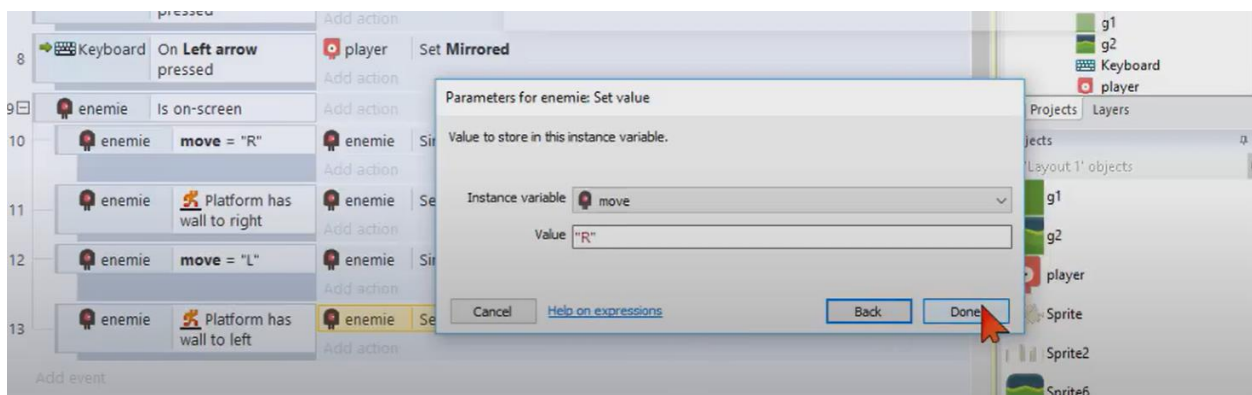 pressed
Add action
8
Keyboard
On Left arrow
pressed
player
Set Mirrored
Add action
9
enemie
Is on-screen
Add action
10
enemie
move = "R"
enemie
Add action
11
enemie
Platform has
wall to right
enemie
Se
Add action
12
enemie
move = "L"
enemie
Add action
13
enemie
Platform has
wall to left
enemie
Se
Add action
Add event
Parameters for enemie: Set value
Value to store in this instance variable.
Instance variable
move
Value
"R"
Cancel
Help on expressions
Back
Done
g1
g2
Keyboard
player
Projects
Layers
jects
'Layout 1' objects
g1
g2
player
Sprite
Sprite2
Sprite6